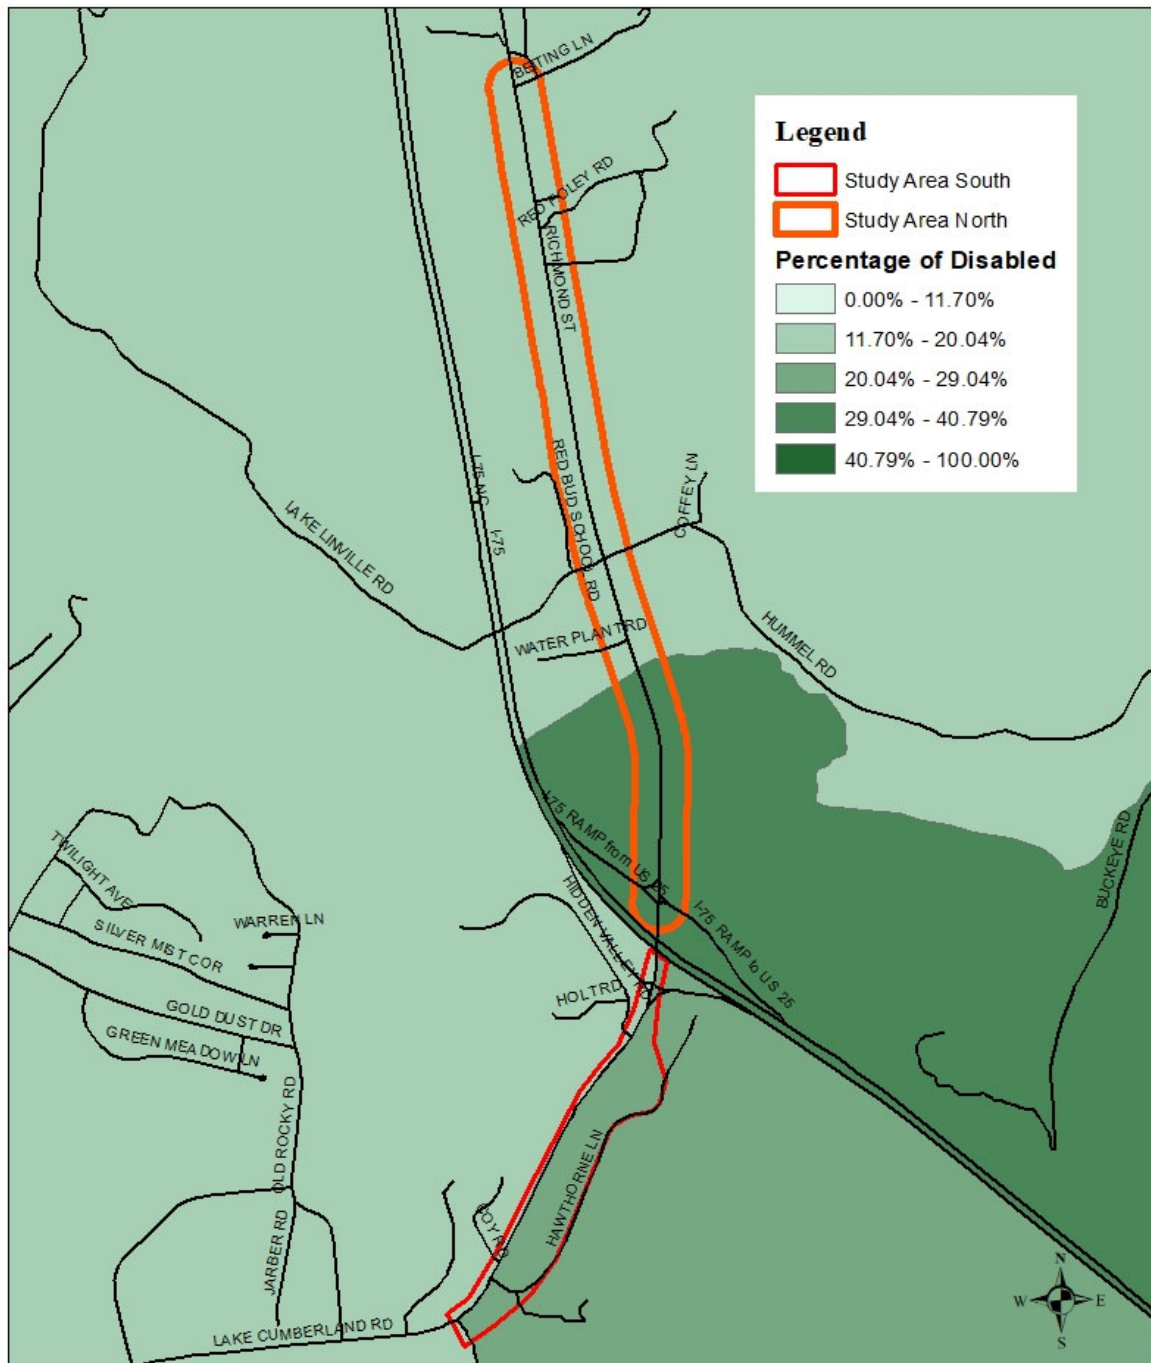 BEITING LN
Legend
Study Area South
Study Area North
Percentage of Disabled
0.00% - 11.70%
11.70% - 20.04%
20.04% - 29.04%
29.04% - 40.79%
40.79% - 100.00%
RED FOLEY RD
RICHMOND ST
RED BUD SCHOOL RD
COFFEY LN
I-75 NC
I-75
LAKE LINVILLE RD
WATER PLANT RD
HUMMEL RD
I-75 RAMP from US 25
I-75 RAMP to US 25
BUCKEYE RD
TWILIGHT AVE
WARREN LN
SILVER MIST COR
HIDDEN VALLEY RD
HOLT RD
GOLD DUST DR
GREEN MEADOW LN
OLD ROCKY RD
HAWTHORNE LN
COY RD
JARBER RD
LAKE CUMBERLAND RD
N
W
E
S